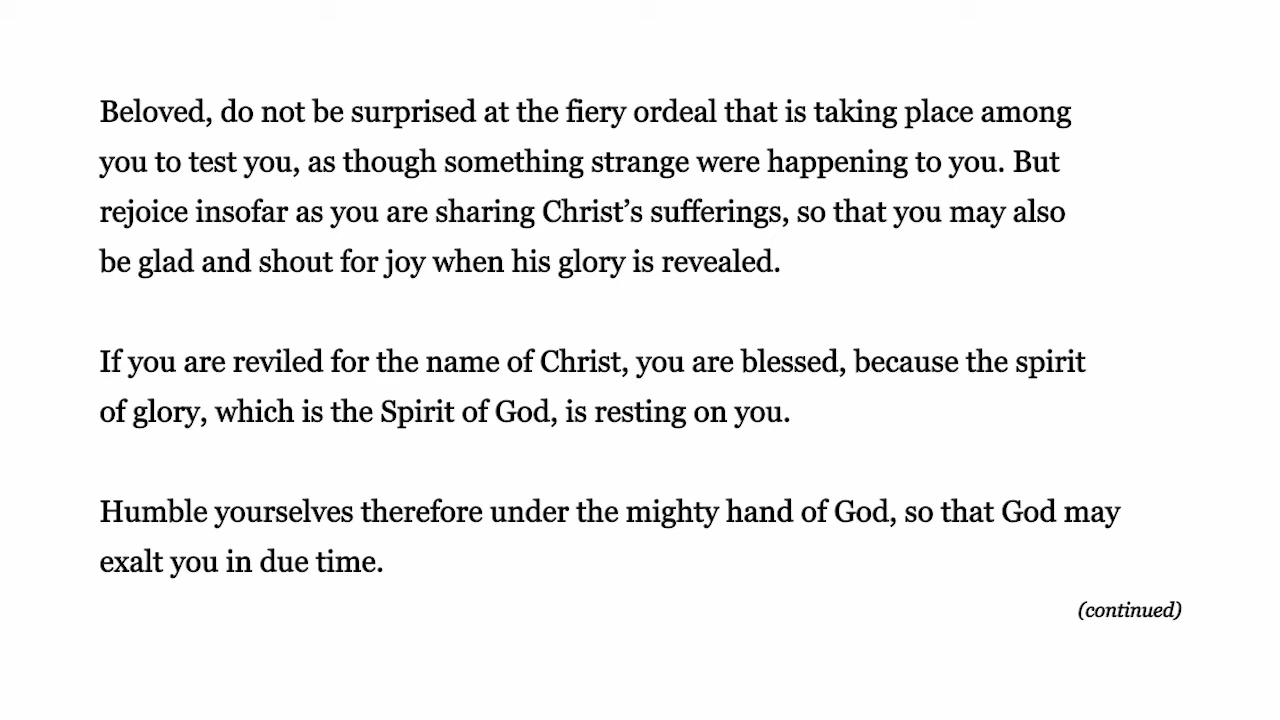 Beloved, do not be surprised at the fiery ordeal that is taking place among
you to test you, as though something strange were happening to you. But
rejoice insofar as you are sharing Christ’s sufferings, so that you may also
be glad and shout for joy when his glory is revealed.
If you are reviled for the name of Christ, you are blessed, because the spirit
of glory, which is the Spirit of God, is resting on you.
Humble yourselves therefore under the mighty hand of God, so that God may
exalt you in due time.
(continued)